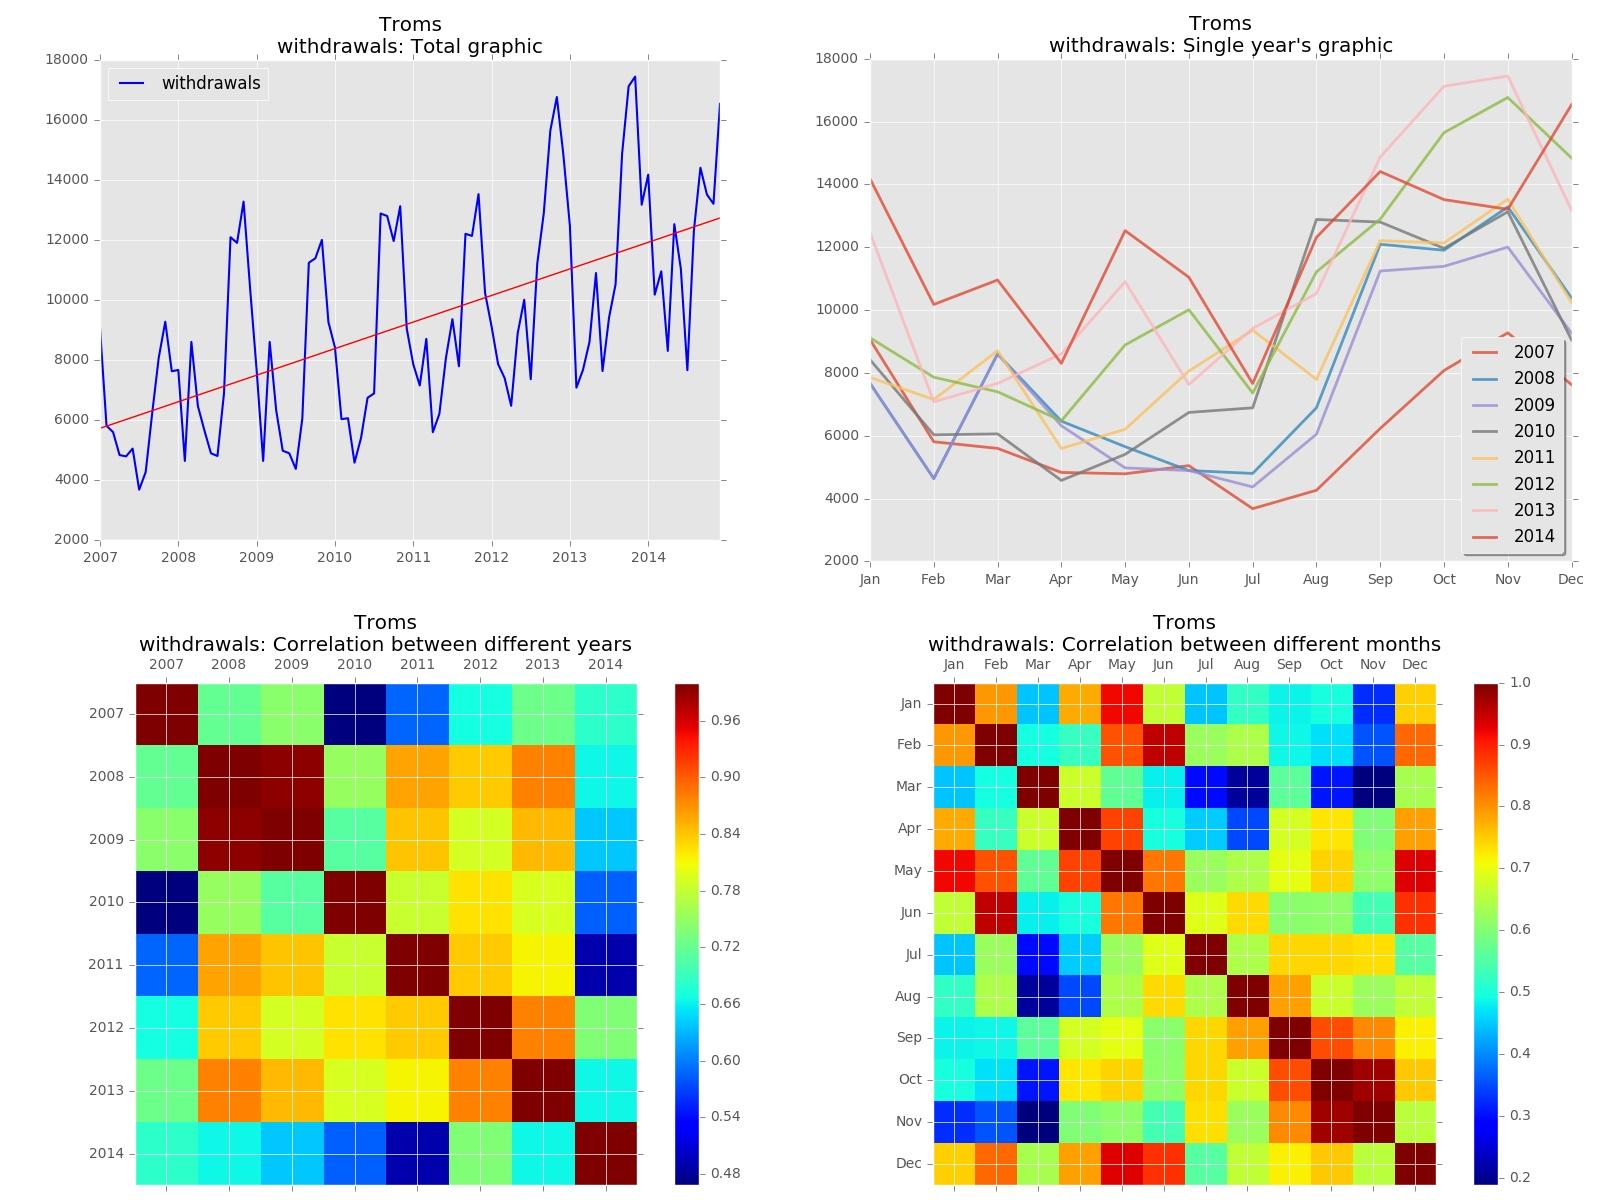 Troms
withdrawals: Total graphic
18000
16000
14000
12000
10000
8000
6000
4000
2000
withdrawals
2007 2008 2009 2010 2011 2012 2013 2014
Troms
withdrawals: Single year's graphic
18000
16000
14000
12000
10000
8000
6000
4000
2000
2007
2008
2009
2010
2011
2012
2013
2014
Jan Feb Mar Apr May Jun Jul Aug Sep Oct Nov Dec
Troms
withdrawals: Correlation between different years
2007 2008 2009 2010 2011 2012 2013 2014
2007
2008
2009
2010
2011
2012
2013
2014
0.96
0.90
0.84
0.78
0.72
0.66
0.60
0.54
0.48
Troms
withdrawals: Correlation between different months
Jan Feb Mar Apr May Jun Jul Aug Sep Oct Nov Dec
Jan
Feb
Mar
Apr
May
Jun
Jul
Aug
Sep
Oct
Nov
Dec
1.0
0.9
0.8
0.7
0.6
0.5
0.4
0.3
0.2